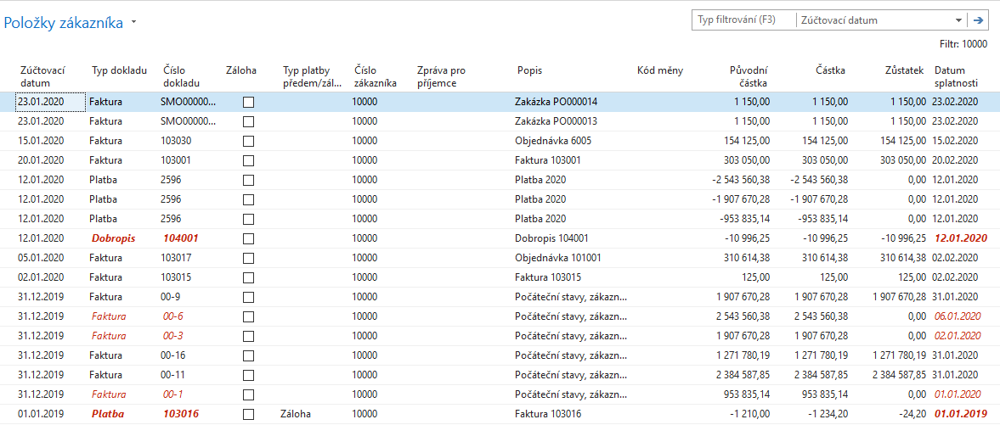 Položky zákazníka
Typ filtrování (F3) Zúčtovací datum
Filtr: 10000
Zúčtovací datum Typ dokladu Číslo dokladu Záloha Typ platby předem/zál... Číslo zákazníka Zpráva pro příjemce Popis Kód měny Původní částka Částka Zůstatek Datum splatnosti
23.01.2020 Faktura SMO00000... 10000 Zakázka PO000014 1 150,00 1 150,00 1 150,00 23.02.2020
23.01.2020 Faktura SMO00000... 10000 Zakázka PO000013 1 150,00 1 150,00 1 150,00 23.02.2020
15.01.2020 Faktura 103030 10000 Objednávka 6005 154 125,00 154 125,00 154 125,00 15.02.2020
20.01.2020 Faktura 103001 10000 Faktura 103001 303 050,00 303 050,00 303 050,00 20.02.2020
12.01.2020 Platba 2596 10000 Platba 2020 -2 543 560,38 -2 543 560,38 0,00 12.01.2020
12.01.2020 Platba 2596 10000 Platba 2020 -1 907 670,28 -1 907 670,28 0,00 12.01.2020
12.01.2020 Platba 2596 10000 Platba 2020 -953 835,14 -953 835,14 0,00 12.01.2020
12.01.2020 Dobropis 104001 10000 Dobropis 104001 -10 996,25 -10 996,25 -10 996,25 12.01.2020
05.01.2020 Faktura 103017 10000 Objednávka 101001 310 614,38 310 614,38 310 614,38 02.02.2020
02.01.2020 Faktura 103015 10000 Faktura 103015 125,00 125,00 125,00 02.02.2020
31.12.2019 Faktura 00-9 10000 Počáteční stavy, zákazn... 1 907 670,28 1 907 670,28 1 907 670,28 31.01.2020
31.12.2019 Faktura 00-6 10000 Počáteční stavy, zákazn... 2 543 560,38 2 543 560,38 0,00 06.01.2020
31.12.2019 Faktura 00-3 10000 Počáteční stavy, zákazn... 1 907 670,28 1 907 670,28 0,00 02.01.2020
31.12.2019 Faktura 00-16 10000 Počáteční stavy, zákazn... 1 271 780,19 1 271 780,19 1 271 780,19 31.01.2020
31.12.2019 Faktura 00-11 10000 Počáteční stavy, zákazn... 2 384 587,85 2 384 587,85 2 384 587,85 31.01.2020
31.12.2019 Faktura 00-1 10000 Počáteční stavy, zákazn... 953 835,14 953 835,14 0,00 01.01.2020
01.01.2019 Platba 103016 Záloha 10000 Faktura 103016 -1 210,00 -1 234,20 -24,20 01.01.2019